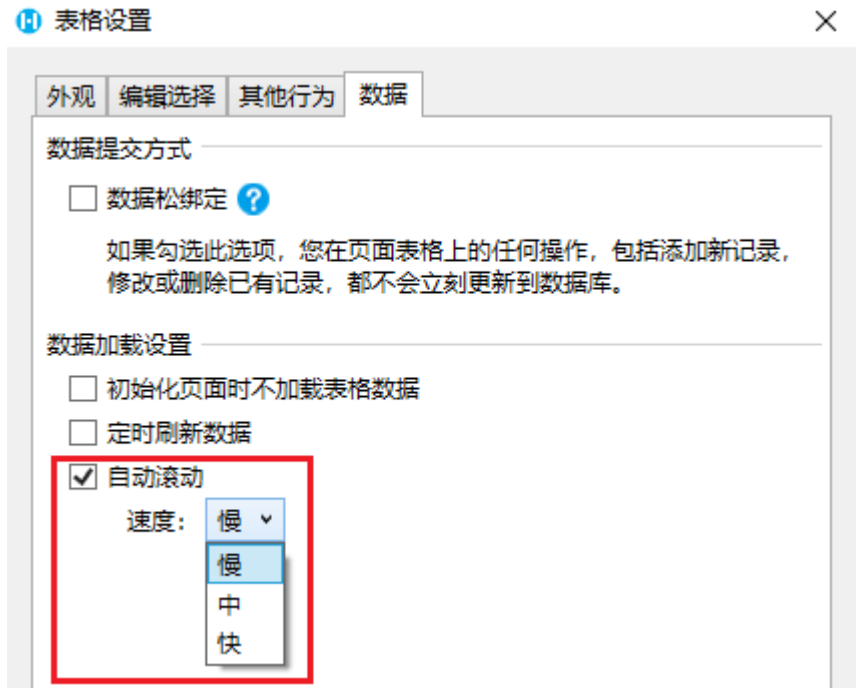 表格设置
外观 编辑选择 其他行为 数据
数据提交方式
数据松绑定 ?
如果勾选此选项，您在页面表格上的任何操作，包括添加新记录，
修改或删除已有记录，都不会立刻更新到数据库。
数据加载设置
初始化页面时不加载表格数据
定时刷新数据
自动滚动
速度： 慢
慢
中
快